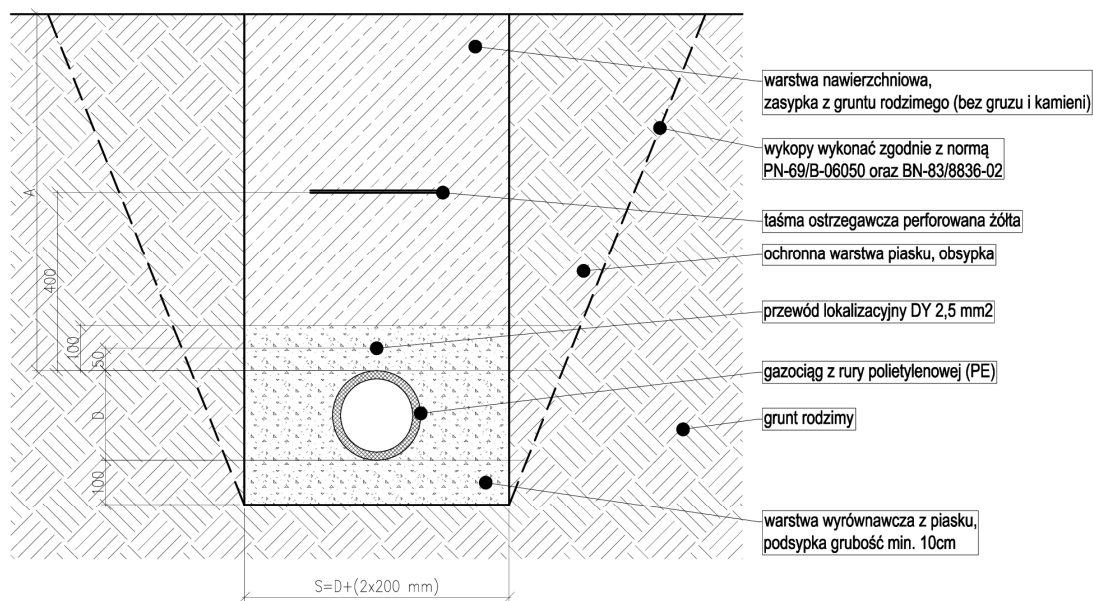 warstwa nawierzchniowa,
zasypka z gruntu rodzimego (bez gruzu i kamieni)
wykopy wykonać zgodnie z normą
PN-69/B-06050 oraz BN-83/8836-02
taśma ostrzegawcza perforowana żółta
ochronna warstwa piasku, obsypka
przewód lokalizacyjny DY 2,5 mm2
gazociąg z rury polietylenowej (PE)
grunt rodzimy
warstwa wyrównawcza z piasku,
podsypka grubość min. 10cm
A
400
100
50
D
100
S=D+(2x200 mm)